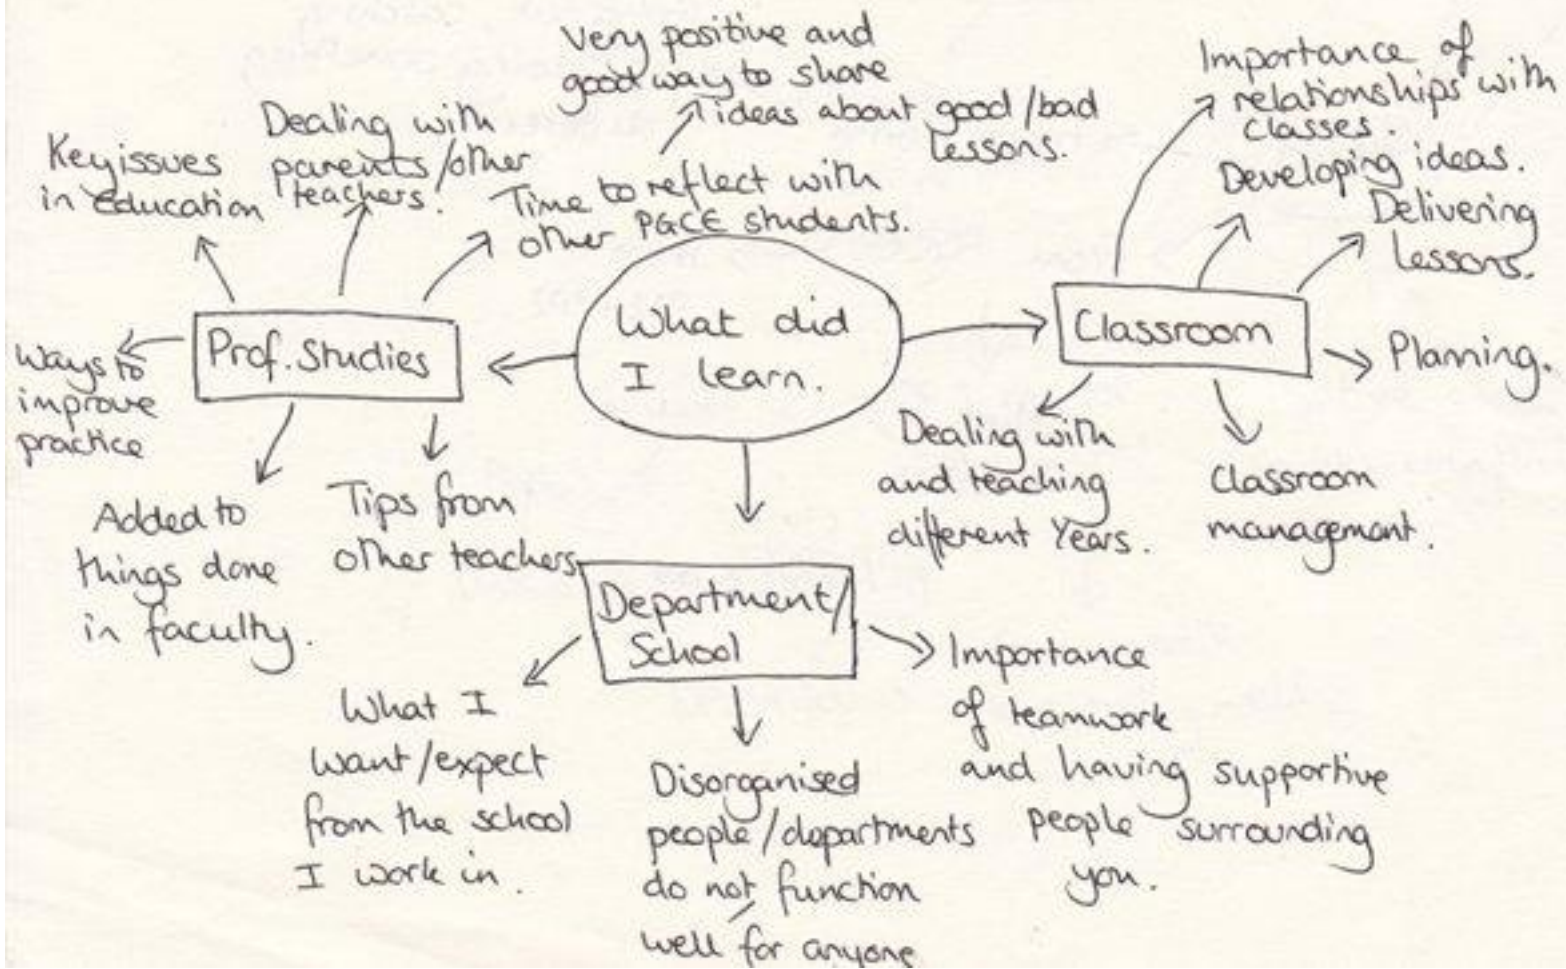 What did
I learn.
Prof. Studies
Key issues
in education
Dealing with
parents/other
teachers.
Time to reflect with
other PGCE students.
Very positive and
good way to share
ideas about good/bad
lessons.
Ways to
improve
practice
Added to
things done
in faculty.
Tips from
other teachers
Classroom
Importance of
relationships with
classes.
Developing ideas.
Delivering
lessons.
Planning.
Classroom
management.
Dealing with
and teaching
different Years.
Department/
School
What I
want/expect
from the school
I work in.
Disorganised
people/departments
do not function
well for anyone
Importance
of teamwork
and having supportive
people surrounding
you.